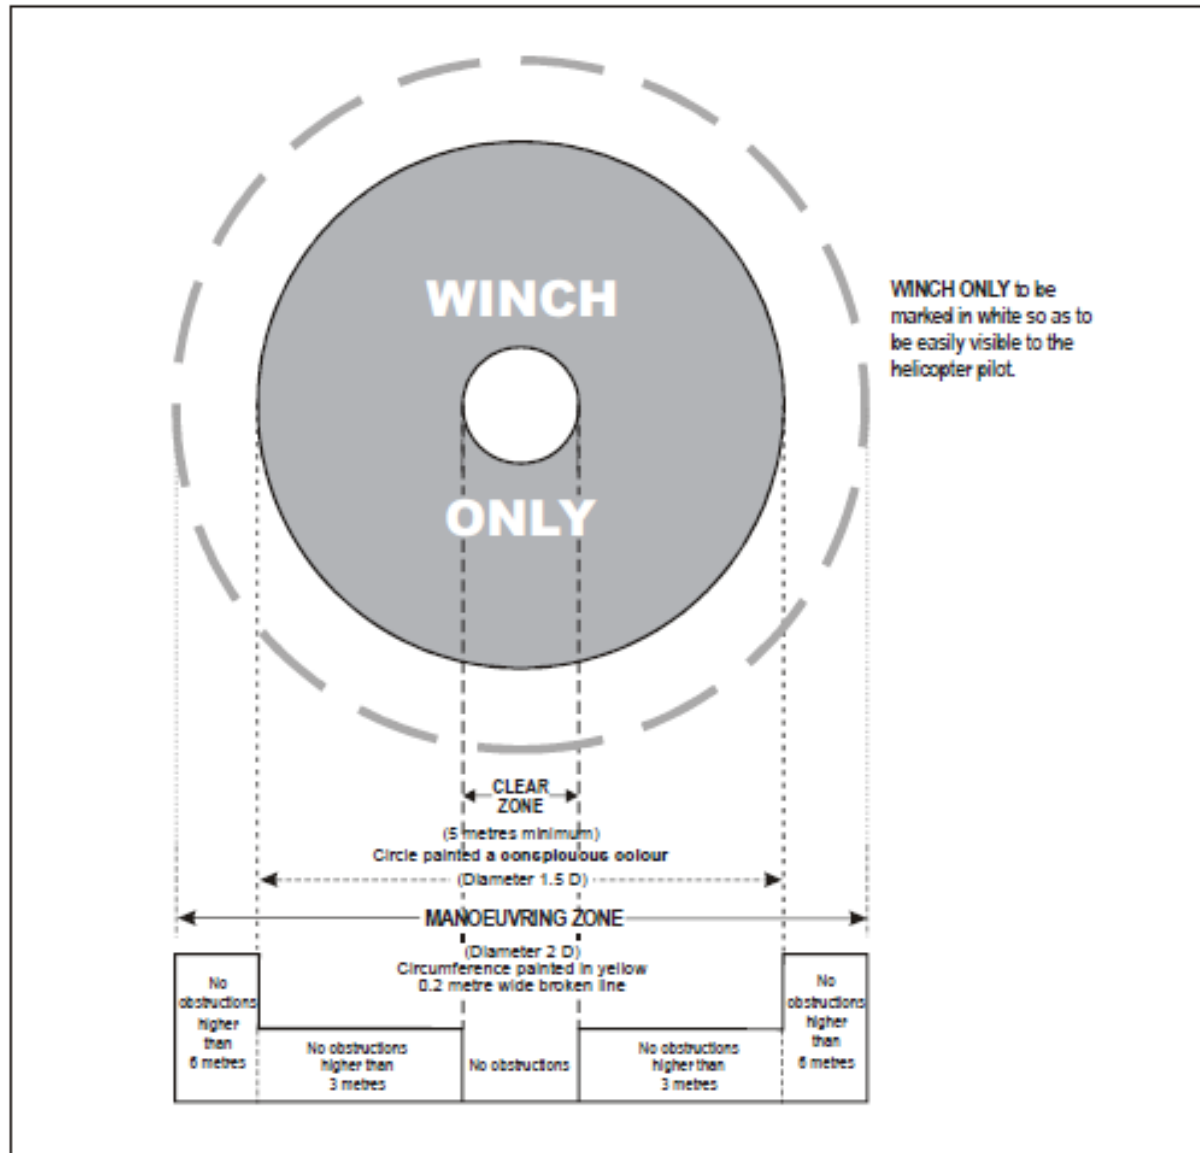 WINCH
ONLY
WINCH ONLY to be
marked in white so as to
be easily visible to the
helicopter pilot.
CLEAR
ZONE
(5 metres minimum)
Circle painted a conspicuous colour
(Diameter 1.5 D)
MANOEUVRING ZONE
(Diameter 2 D)
Circumference painted in yellow
0.2 metre wide broken line
No
obstructions
higher
than
6 metres
No obstructions
higher than
3 metres
No obstructions
No obstructions
higher than
3 metres
No
obstructions
higher
than
6 metres